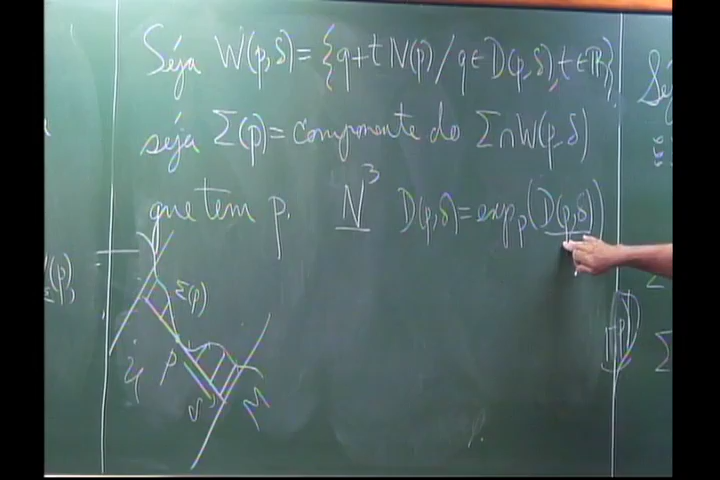 Seja W(p,δ)={q+t N(p)/q∈D(p,δ),t∈ℝ}
seja Σ(p)=componente do Σ∩W(p,δ)
que tem p. N³ D(p,δ)=exp_p(D(p,δ))
Σ(p)
p